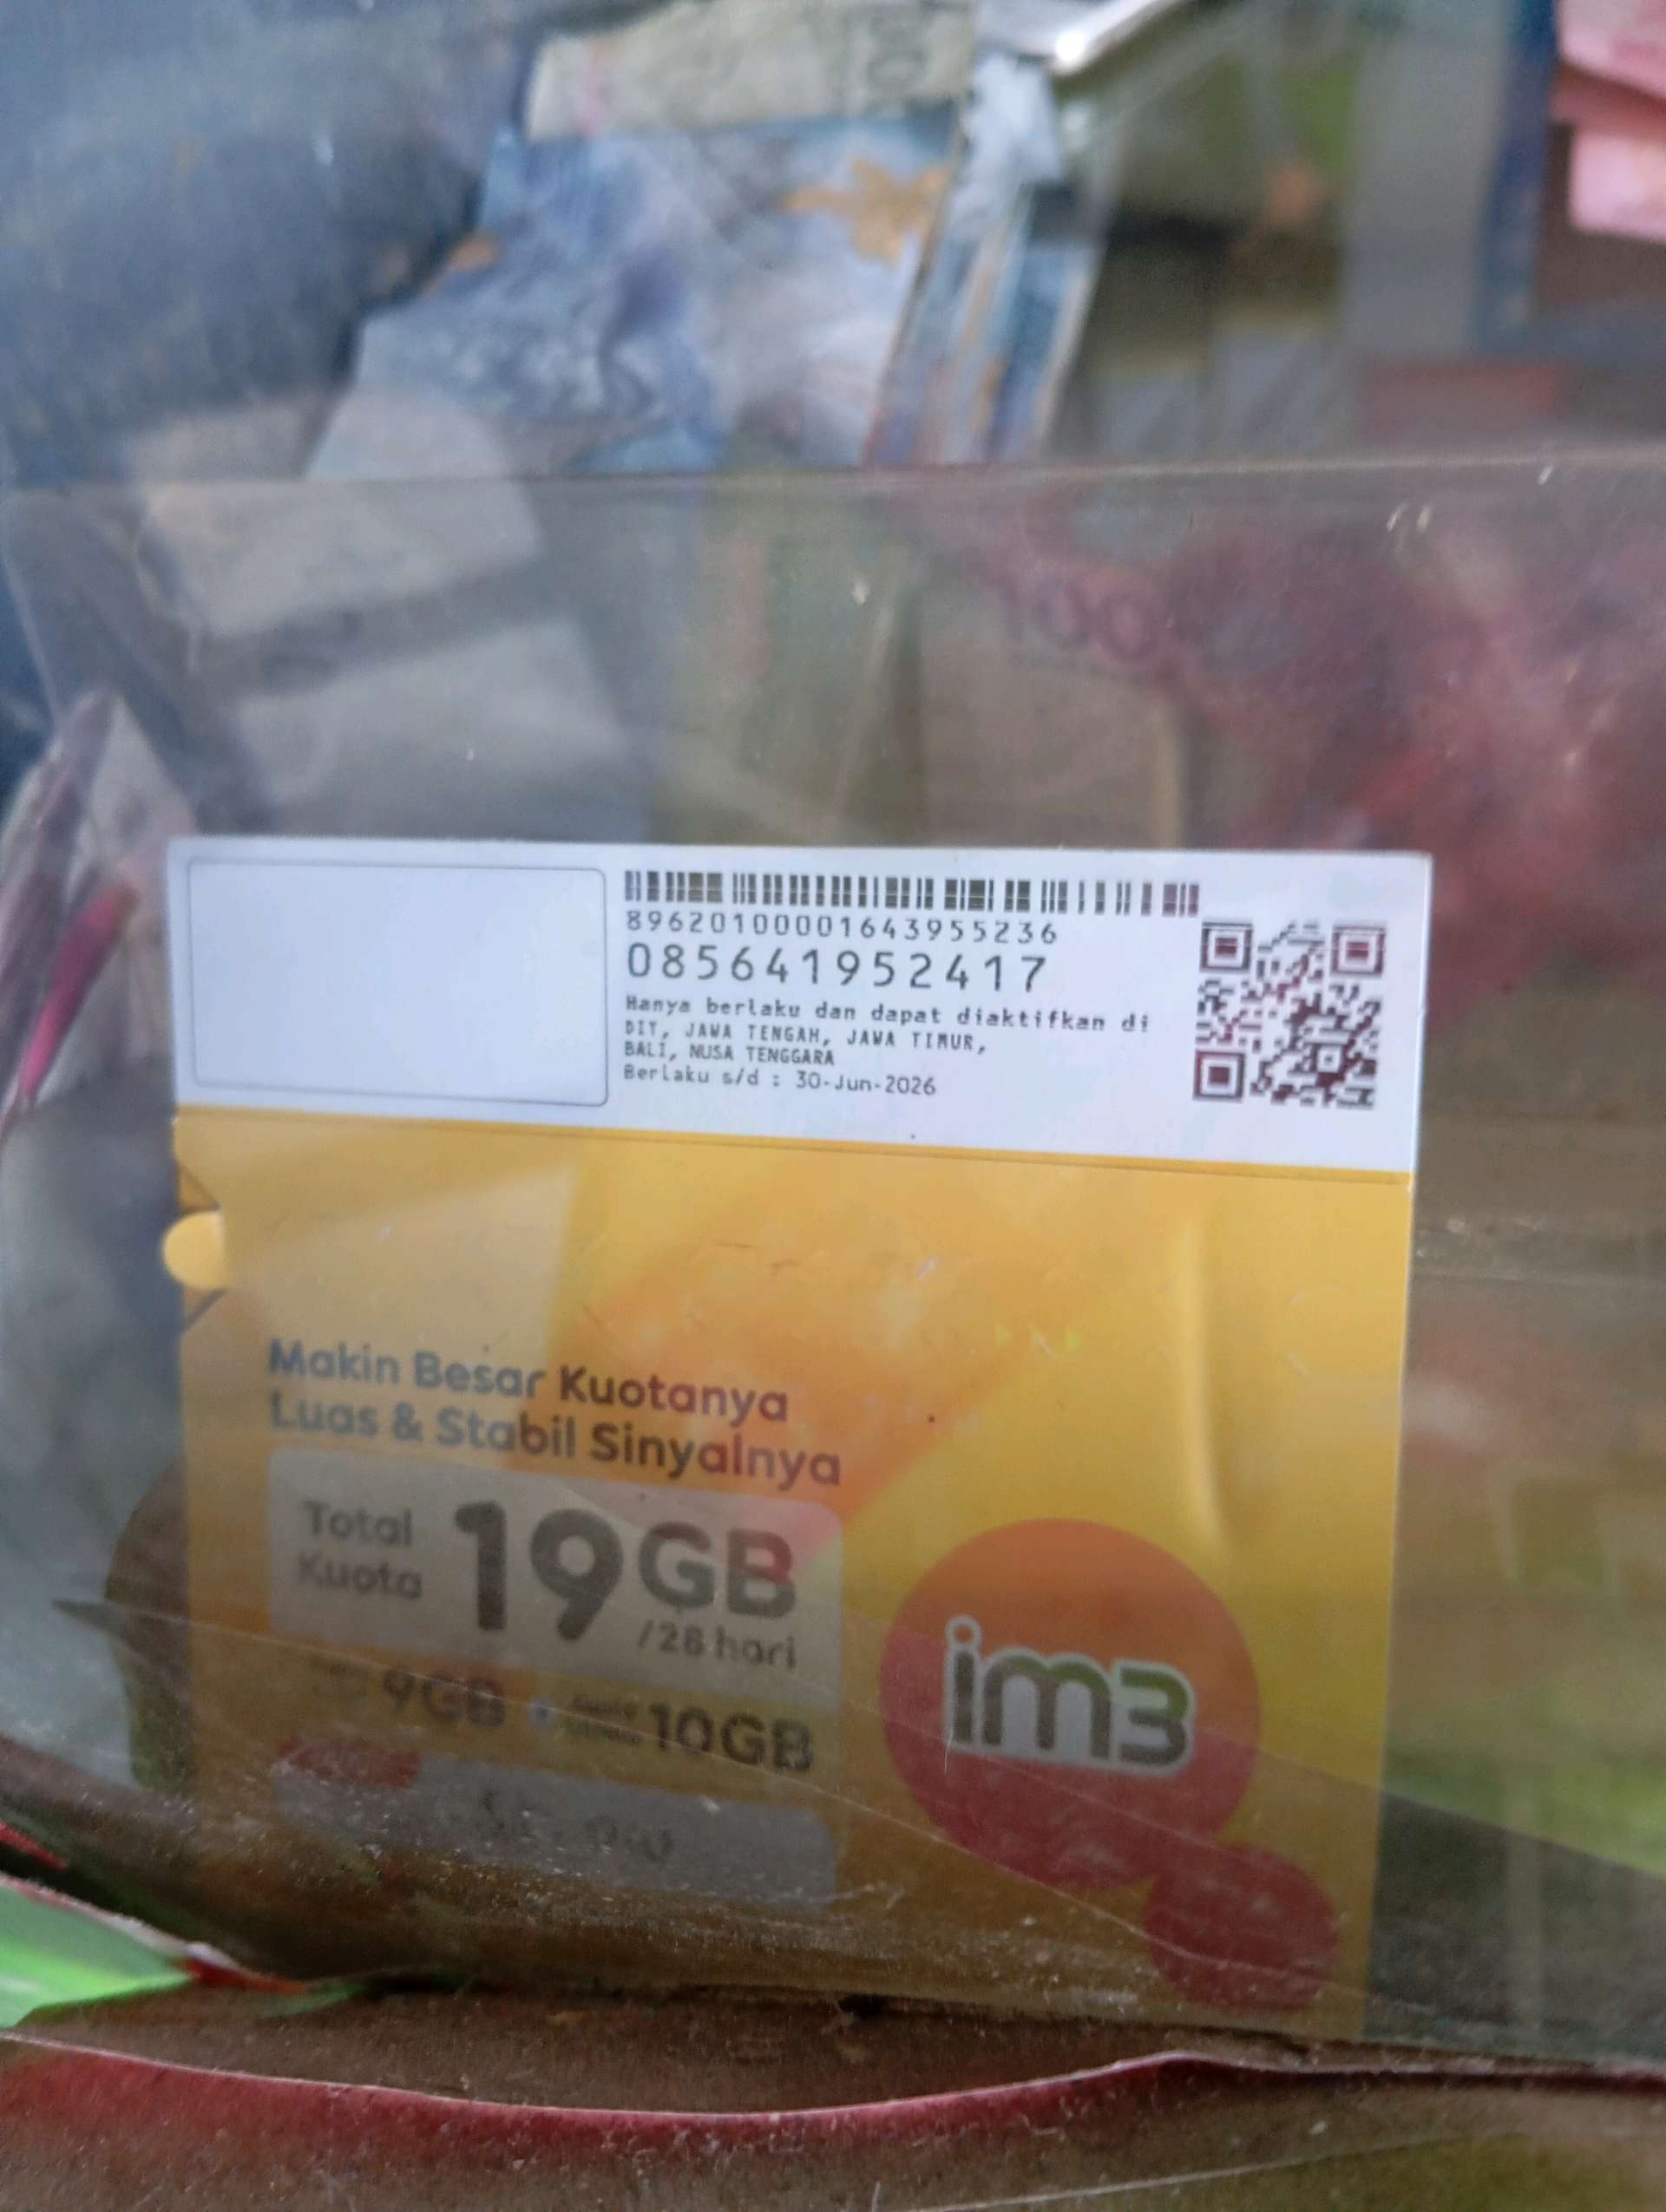 100
89620100001643955236
085641952417
Hanya berlaku dan dapat diaktifkan di
DIY, JAWA TENGAH, JAWA TIMUR,
BALI, NUSA TENGGARA
Berlaku s/d : 30-Jun-2026
Makin Besar Kuotanya
Luas & Stabil Sinyalnya
Total Kuota 19GB
/28 hari
9GB 10GB
im3